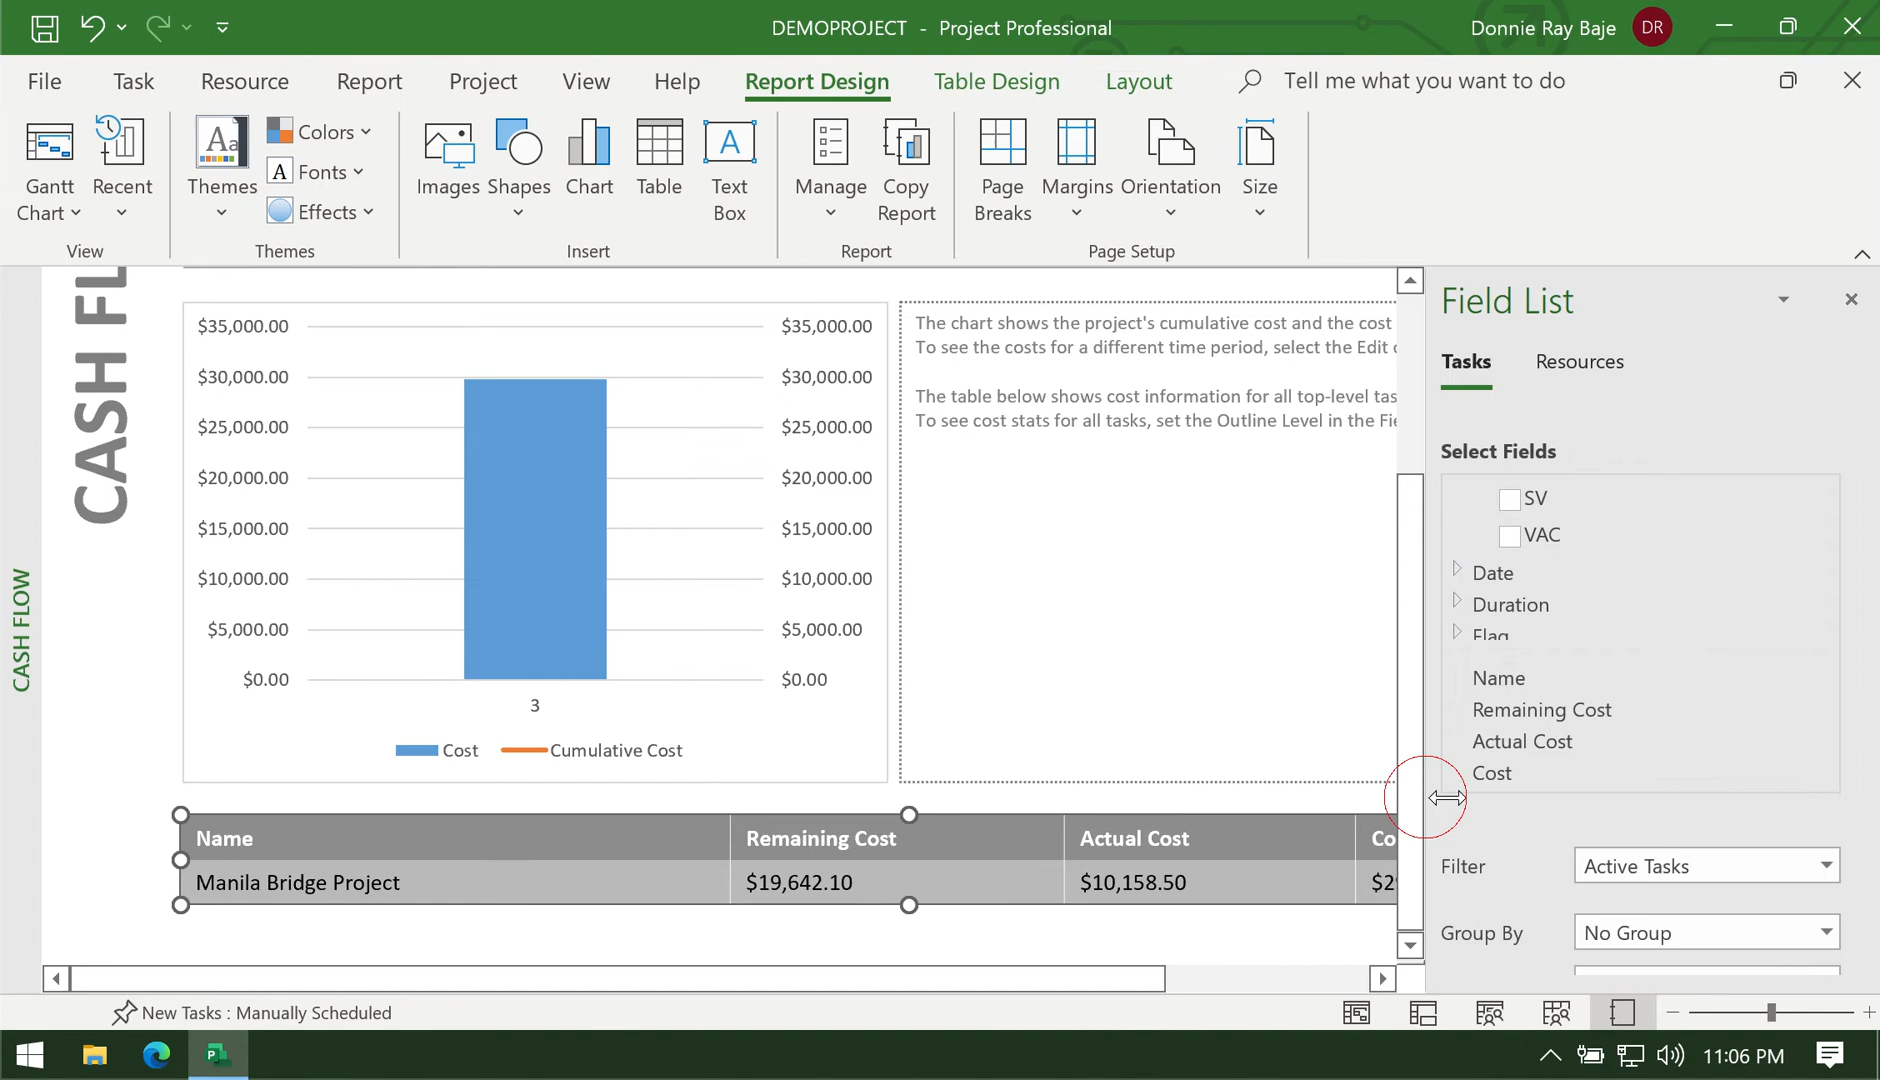 DEMOPROJECT - Project Professional
Donnie Ray Baje
DR
File Task Resource Report Project View Help Report Design Table Design Layout Tell me what you want to do
Gantt Chart
Recent
View
Aa
Themes
Colors
A Fonts
Effects
Themes
Images
Shapes
Chart
Table
A
Text Box
Insert
Manage
Copy Report
Report
Page Breaks
Margins
Orientation
Size
Page Setup
CASH FLOW
CASH FL
$35,000.00 $35,000.00
$30,000.00 $30,000.00
$25,000.00 $25,000.00
$20,000.00 $20,000.00
$15,000.00 $15,000.00
$10,000.00 $10,000.00
$5,000.00 $5,000.00
$0.00 $0.00
3
Cost Cumulative Cost
The chart shows the project's cumulative cost and the cost
To see the costs for a different time period, select the Edit
The table below shows cost information for all top-level tas
To see cost stats for all tasks, set the Outline Level in the Fie
Name Remaining Cost Actual Cost Co
Manila Bridge Project $19,642.10 $10,158.50 $29
Field List
Tasks Resources
Select Fields
SV
VAC
Date
Duration
Flag
Name
Remaining Cost
Actual Cost
Cost
Filter Active Tasks
Group By No Group
New Tasks : Manually Scheduled
11:06 PM